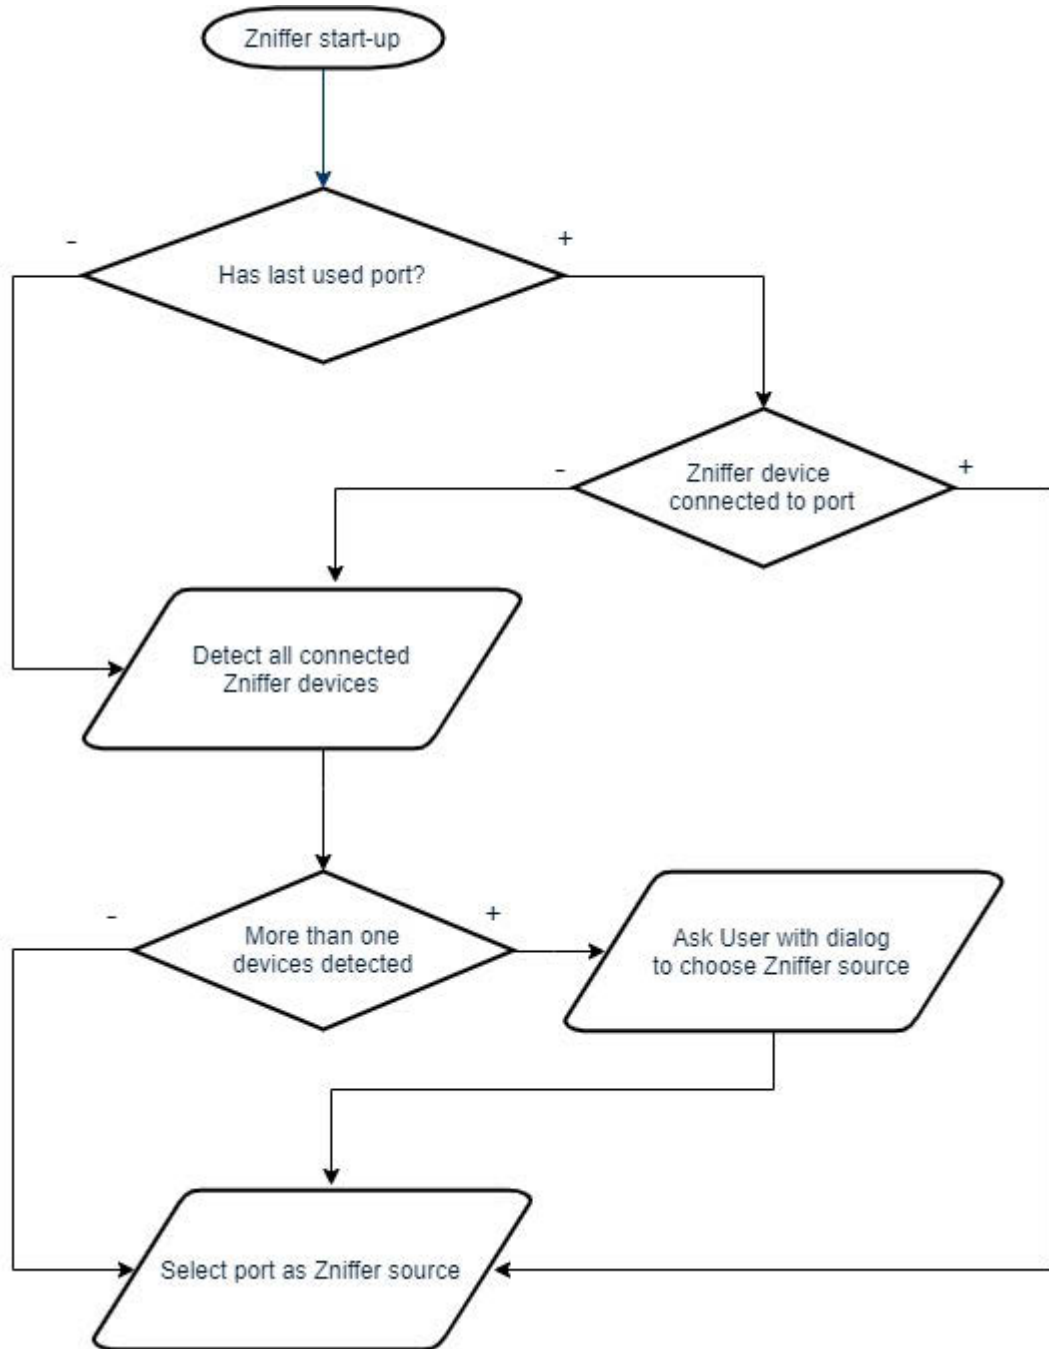 Zniffer start-up
-
+
Has last used port?
-
+
Zniffer device
connected to port
Detect all connected
Zniffer devices
-
+
More than one
devices detected
Ask User with dialog
to choose Zniffer source
Select port as Zniffer source